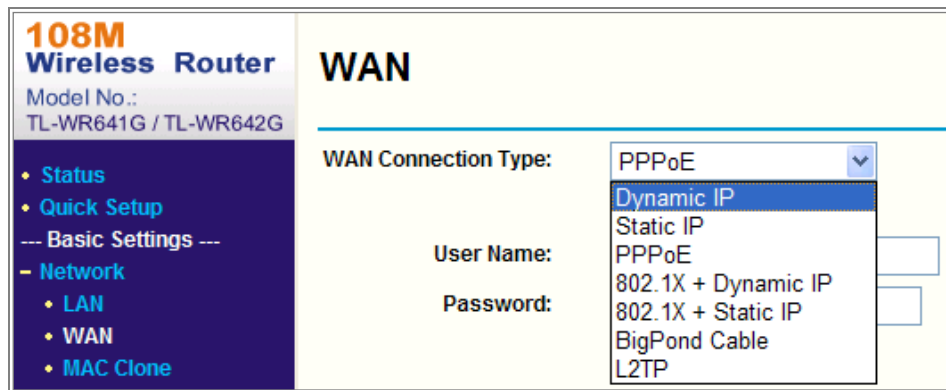 108M
Wireless Router
Model No.:
TL-WR641G / TL-WR642G
• Status
• Quick Setup
--- Basic Settings ---
– Network
• LAN
• WAN
• MAC Clone
WAN
WAN Connection Type:
PPPoE
Dynamic IP
Static IP
PPPoE
802.1X + Dynamic IP
802.1X + Static IP
BigPond Cable
L2TP
User Name:
Password: